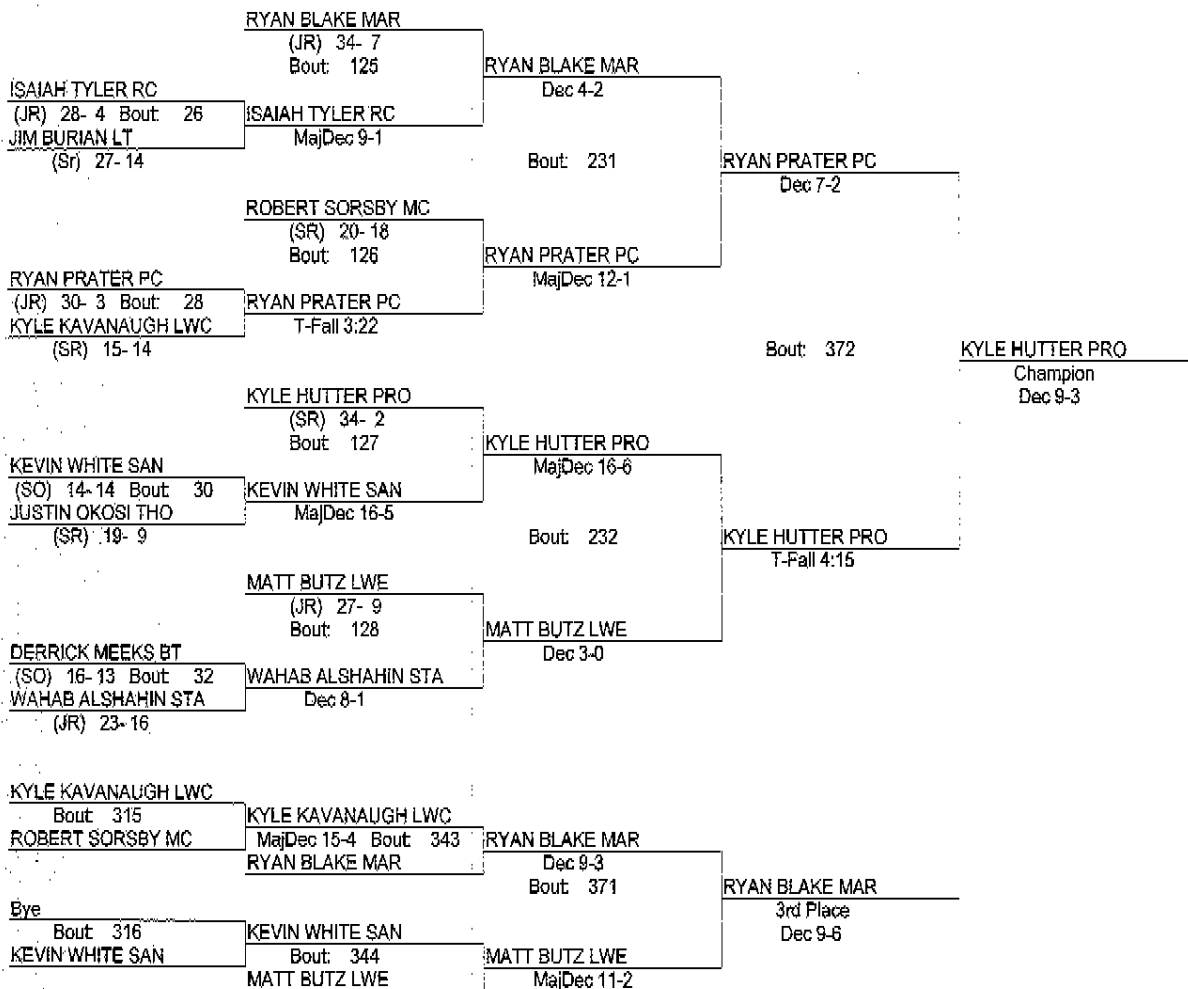 RYAN BLAKE MAR
(JR) 34- 7
Bout: 125
RYAN BLAKE MAR
Dec 4-2
ISAIAH TYLER RC
(JR) 28- 4 Bout: 26
JIM BURIAN LT
(Sr) 27- 14
ISAIAH TYLER RC
MajDec 9-1
Bout: 231
RYAN PRATER PC
Dec 7-2
ROBERT SORSBY MC
(SR) 20- 18
Bout: 126
RYAN PRATER PC
MajDec 12-1
RYAN PRATER PC
(JR) 30- 3 Bout: 28
KYLE KAVANAUGH LWC
(SR) 15- 14
RYAN PRATER PC
T-Fall 3:22
Bout: 372
KYLE HUTTER PRO
Champion
Dec 9-3
KYLE HUTTER PRO
(SR) 34- 2
Bout: 127
KYLE HUTTER PRO
MajDec 16-6
KEVIN WHITE SAN
(SO) 14- 14 Bout: 30
JUSTIN OKOSI THO
(SR) 19- 9
KEVIN WHITE SAN
MajDec 16-5
Bout: 232
KYLE HUTTER PRO
T-Fall 4:15
MATT BUTZ LWE
(JR) 27- 9
Bout: 128
MATT BUTZ LWE
Dec 3-0
DERRICK MEEKS BT
(SO) 16- 13 Bout: 32
WAHAB ALSHAHIN STA
(JR) 23- 16
WAHAB ALSHAHIN STA
Dec 8-1
KYLE KAVANAUGH LWC
Bout: 315
ROBERT SORSBY MC
KYLE KAVANAUGH LWC
MajDec 15-4 Bout: 343
RYAN BLAKE MAR
RYAN BLAKE MAR
Dec 9-3
Bout: 371
RYAN BLAKE MAR
3rd Place
Dec 9-6
Bye
Bout: 316
KEVIN WHITE SAN
KEVIN WHITE SAN
Bout: 344
MATT BUTZ LWE
MATT BUTZ LWE
MajDec 11-2